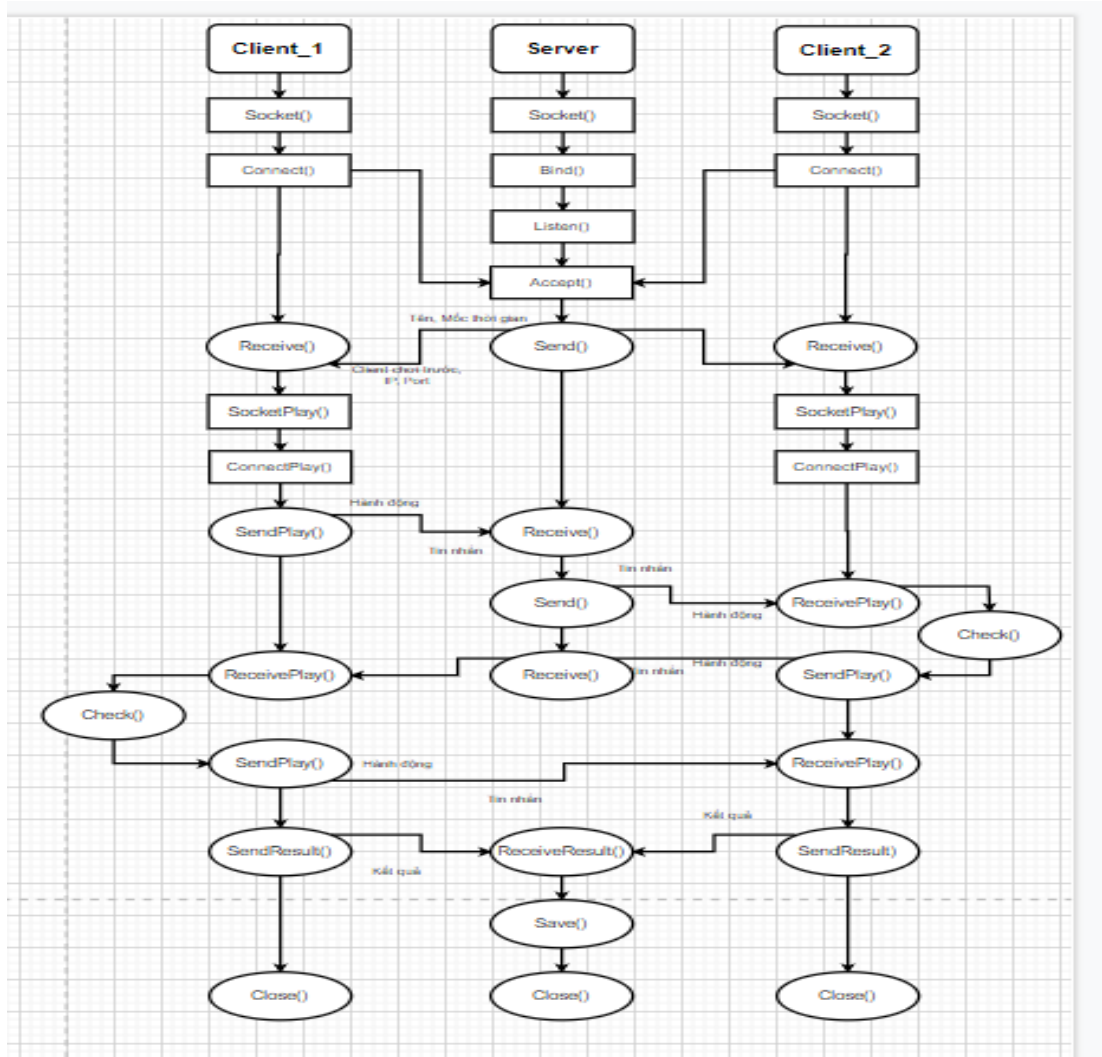 Client_1 Server Client_2
Socket() Socket() Socket()
Connect() Bind() Connect()
Listen()
Accept()
Tên, Mốc thời gian
Receive() Send() Receive()
Client chơi trước,
IP, Port
SocketPlay() SocketPlay()
ConnectPlay() ConnectPlay()
Hành động
SendPlay() Receive()
Tin nhắn
Tin nhắn
Send() ReceivePlay()
Hành động
Check()
Hành động
ReceivePlay() Receive() Tin nhắn SendPlay()
Check()
SendPlay() Hành động ReceivePlay()
Tin nhắn
Kết quả
SendResult() ReceiveResult() SendResult)
Kết quả
Save()
Close() Close() Close()